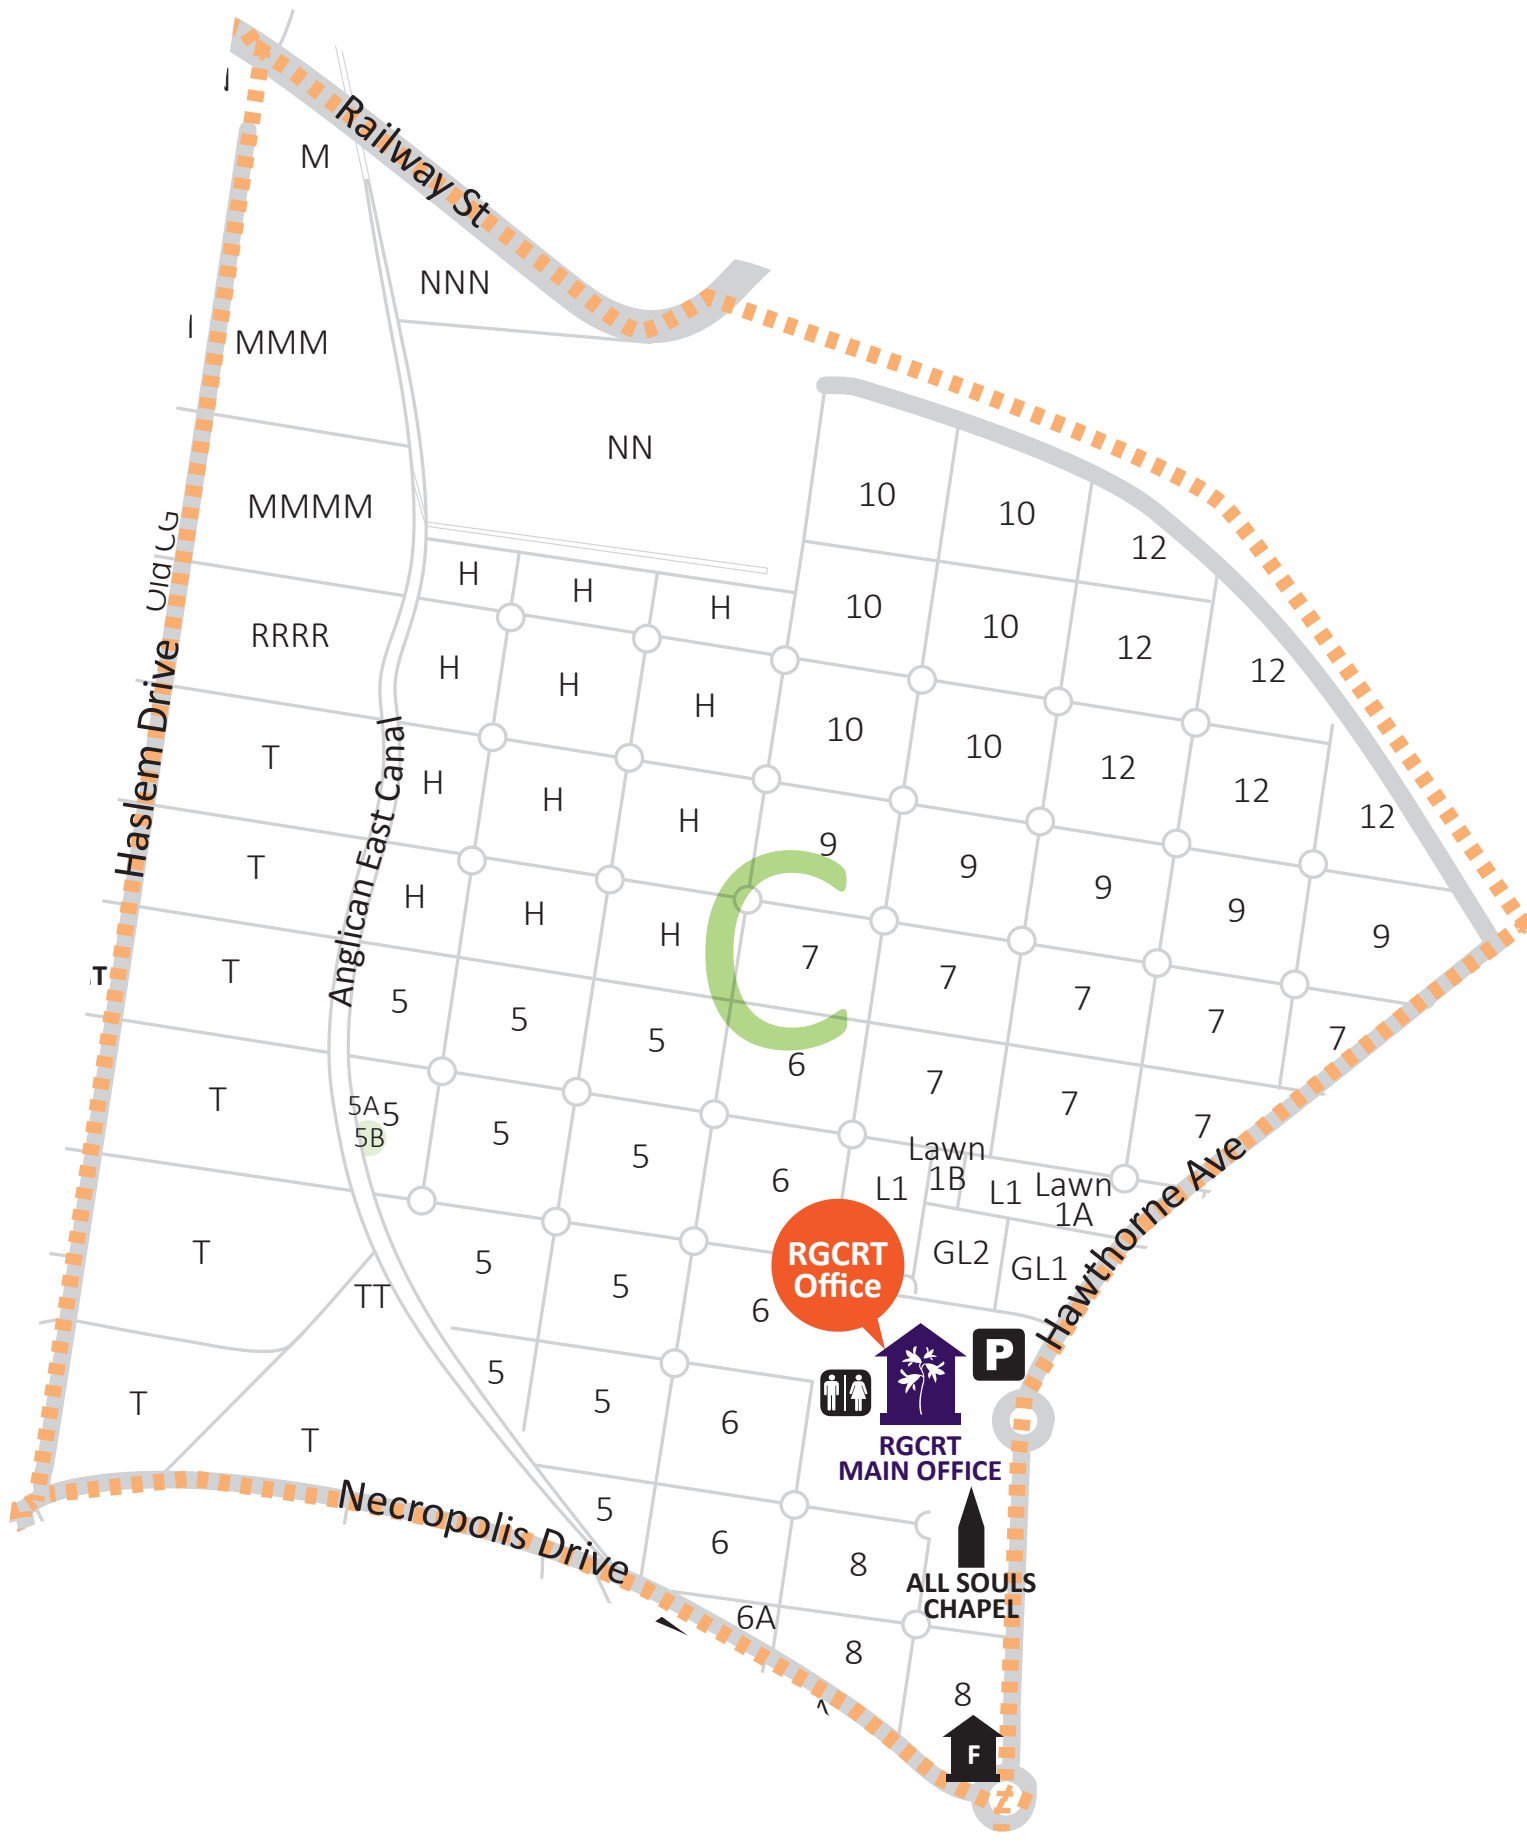 Railway St
M
NNN
MMM
NN
MMMM
10
10
12
H
H
H
10
10
12
12
RRRR
H
H
H
10
10
12
12
12
T
H
H
H
9
9
9
9
9
T
H
H
H
7
7
7
7
7
T
5
5
5
6
7
7
7
T
5A
5
5B
5
5
6
L1
Lawn
1B
L1
Lawn
1A
GL2
GL1
T
TT
5
5
6
RGCRT
Office
C
P
T
T
5
5
6
RGCRT
MAIN OFFICE
5
6
8
ALL SOULS
CHAPEL
6A
8
8
F
Haslem Drive
Anglican East Canal
Hawthorne Ave
Necropolis Drive
T